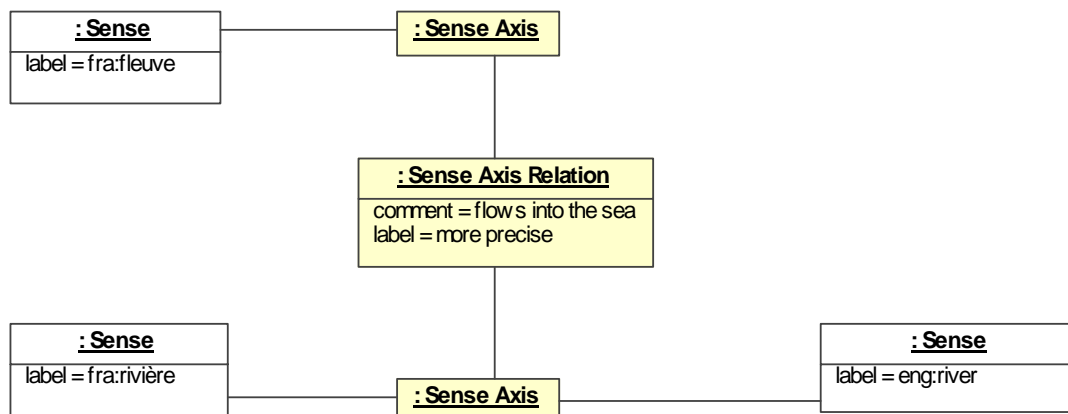 : Sense
label = fra:fleuve
: Sense Axis
: Sense Axis Relation
comment = flows into the sea
label = more precise
: Sense
label = fra:rivière
: Sense Axis
: Sense
label = eng:river